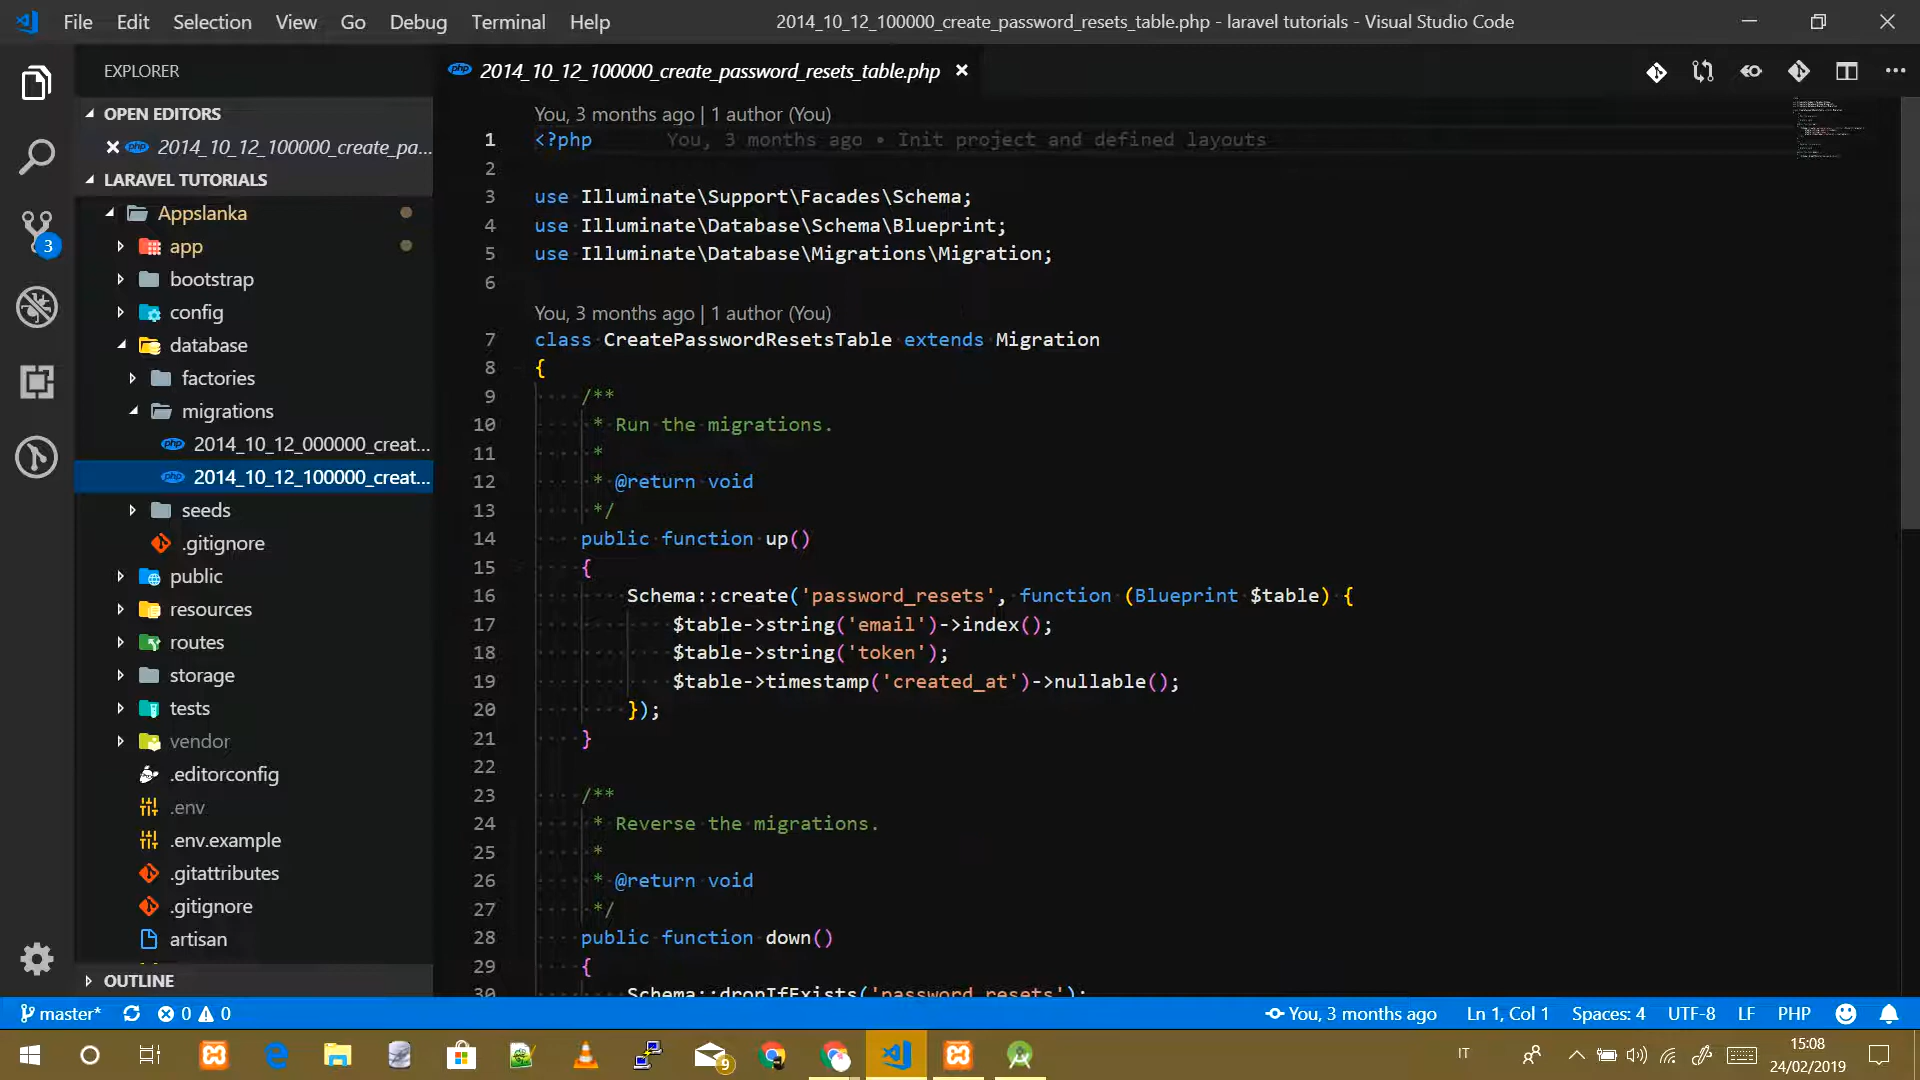 File Edit Selection View Go Debug Terminal Help
2014_10_12_100000_create_password_resets_table.php - laravel tutorials - Visual Studio Code
EXPLORER
OPEN EDITORS
2014_10_12_100000_create_pa...
LARAVEL TUTORIALS
Appslanka
app
bootstrap
config
database
factories
migrations
2014_10_12_000000_creat...
2014_10_12_100000_creat...
seeds
.gitignore
public
resources
routes
storage
tests
vendor
.editorconfig
.env
.env.example
.gitattributes
.gitignore
artisan
OUTLINE
3
2014_10_12_100000_create_password_resets_table.php
You, 3 months ago | 1 author (You)
1 <?php You, 3 months ago • Init project and defined layouts
2
3 use Illuminate\Support\Facades\Schema;
4 use Illuminate\Database\Schema\Blueprint;
5 use Illuminate\Database\Migrations\Migration;
6
You, 3 months ago | 1 author (You)
7 class CreatePasswordResetsTable extends Migration
8 {
9 /**
10 * Run the migrations.
11 *
12 * @return void
13 */
14 public function up()
15 {
16 Schema::create('password_resets', function (Blueprint $table) {
17 $table->string('email')->index();
18 $table->string('token');
19 $table->timestamp('created_at')->nullable();
20 });
21 }
22
23 /**
24 * Reverse the migrations.
25 *
26 * @return void
27 */
28 public function down()
29 {
30 Schema::dropIfExists('password_resets');
master* 0 0
You, 3 months ago Ln 1, Col 1 Spaces: 4 UTF-8 LF PHP
9
IT
15:08
24/02/2019